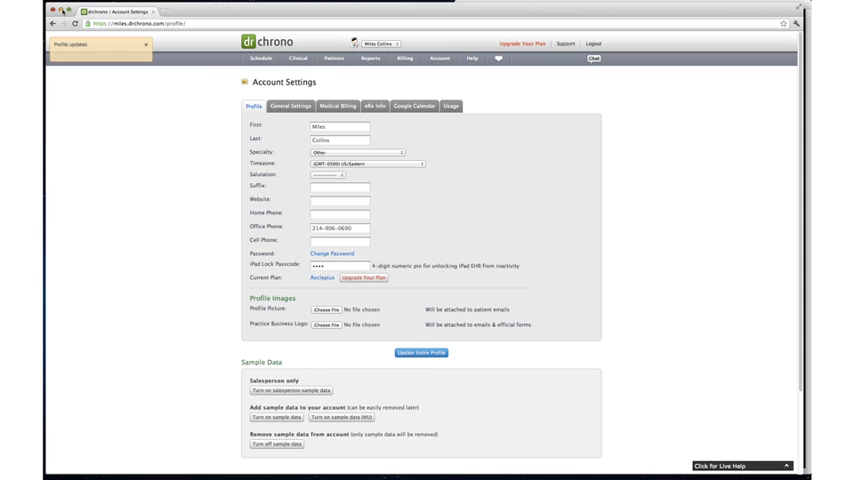 drchrono | Account Settings
https://miles.drchrono.com/profile/
Profile updated.
dr chrono
Miles Collins
Upgrade Your Plan Support Logout
Schedule Clinical Patients Reports Billing Account Help
Chat
Account Settings
Profile General Settings Medical Billing eRx Info Google Calendar Usage
First: Miles
Last: Collins
Specialty: Other
Timezone: (GMT-0500) US/Eastern
Salutation: ----------
Suffix:
Website:
Home Phone:
Office Phone: 214-906-0690
Cell Phone:
Password: Change Password
iPad Lock Passcode: •••• 4-digit numeric pin for unlocking iPad EHR from inactivity
Current Plan: Asclepius Upgrade Your Plan
Profile Images
Profile Picture: Choose File No file chosen Will be attached to patient emails
Practice Business Logo: Choose File No file chosen Will be attached to emails & official forms
Update Entire Profile
Sample Data
Salesperson only
Turn on salesperson sample data
Add sample data to your account (can be easily removed later)
Turn on sample data Turn on sample data (MU)
Remove sample data from account (only sample data will be removed)
Turn off sample data
Click for Live Help